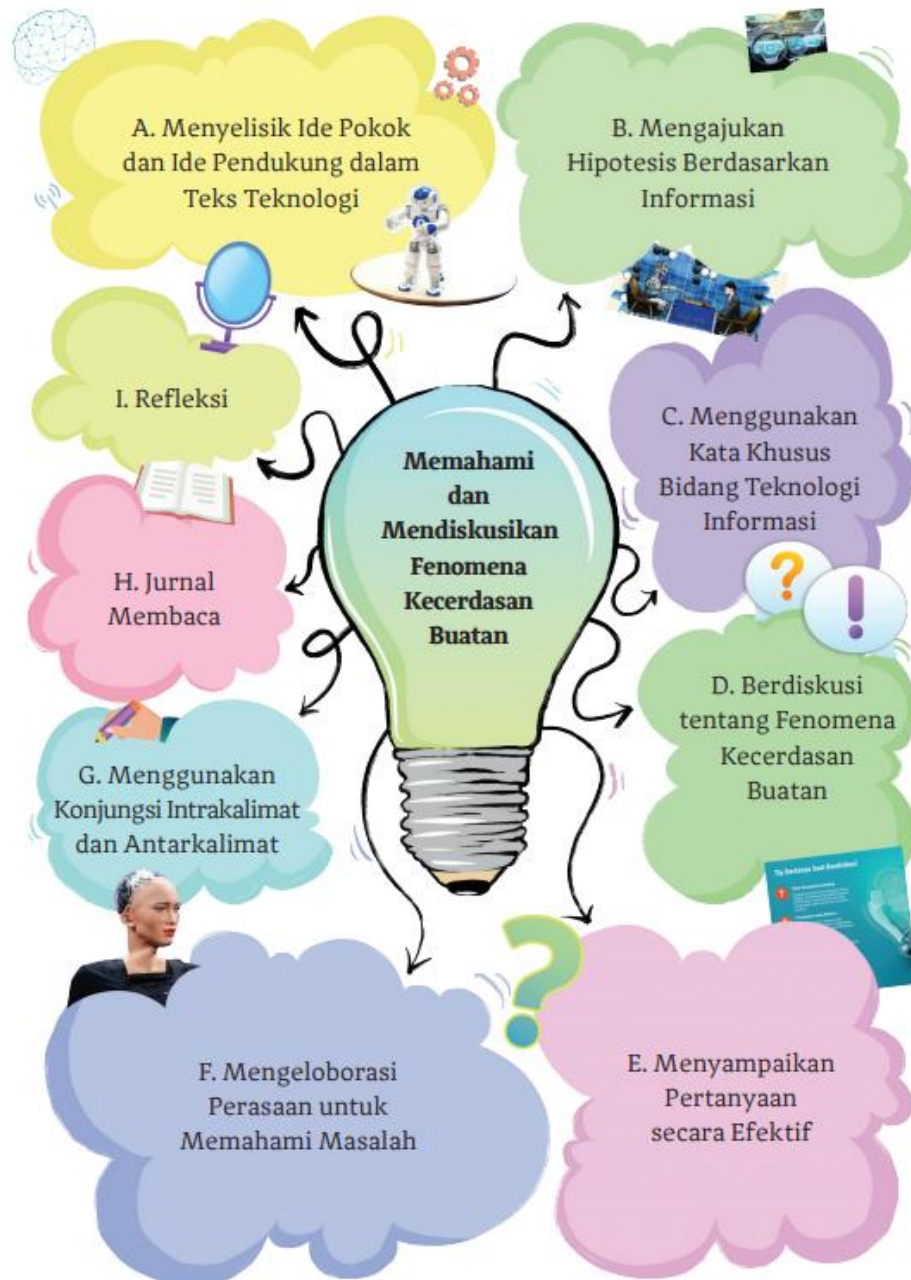 A. Menyelisik Ide Pokok
dan Ide Pendukung dalam
Teks Teknologi
B. Mengajukan
Hipotesis Berdasarkan
Informasi
I. Refleksi
C. Menggunakan
Kata Khusus
Bidang Teknologi
Informasi
Memahami
dan
Mendiskusikan
Fenomena
Kecerdasan
Buatan
H. Jurnal
Membaca
D. Berdiskusi
tentang Fenomena
Kecerdasan
Buatan
G. Menggunakan
Konjungsi Intrakalimat
dan Antarkalimat
F. Mengeloborasi
Perasaan untuk
Memahami Masalah
E. Menyampaikan
Pertanyaan
secara Efektif